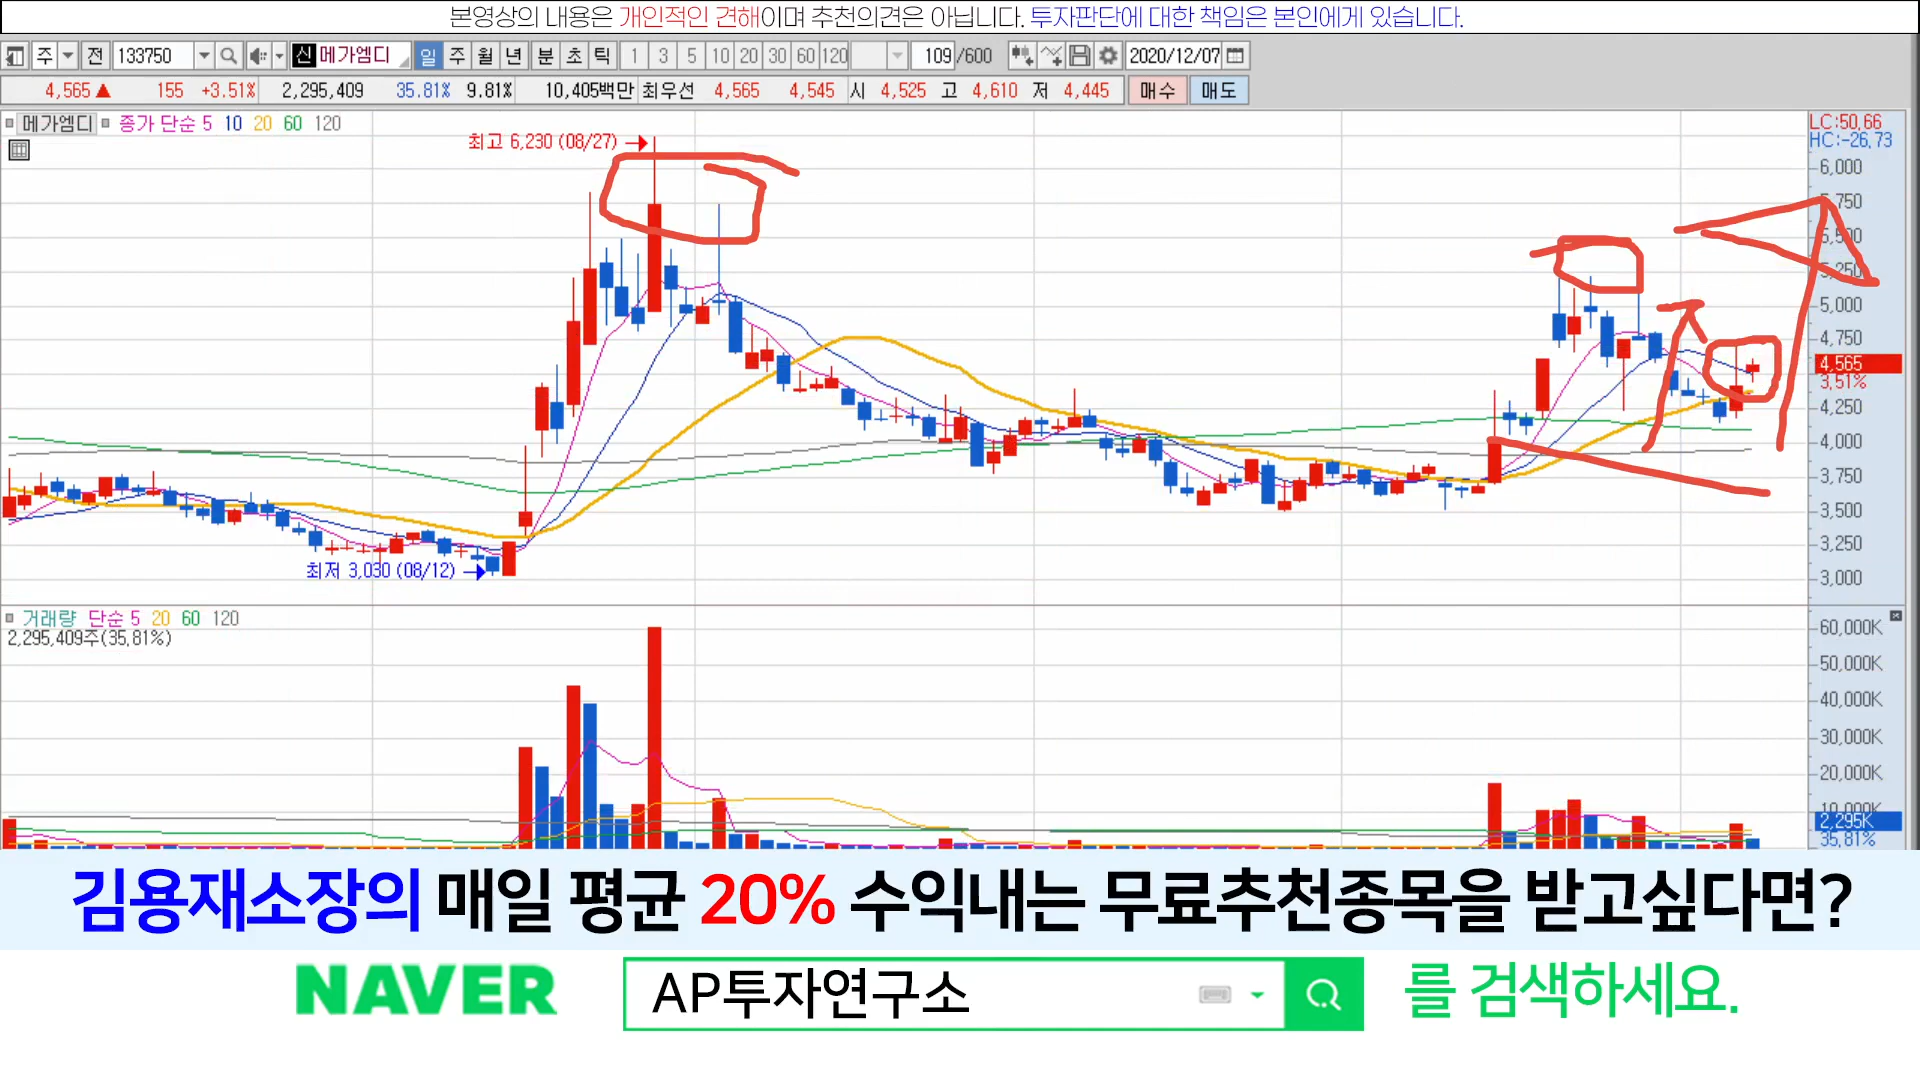 본영상의 내용은 개인적인 견해이며 추천의견은 아닙니다. 투자판단에 대한 책임은 본인에게 있습니다.
주 전 133750 신 메가엠디 일 주 월 년 분 초 틱 1 3 5 10 20 30 60 120 109 /600 2020/12/07
4,565 ▲ 155 +3.51% 2,295,409 35.81% 9.81% 10,405백만 최우선 4,565 4,545 시 4,525 고 4,610 저 4,445 매수 매도
메가엠디 종가 단순 5 10 20 60 120
LC:50.66
HC:-26.73
최고 6,230 (08/27)
6,000
5,750
5,500
5,250
5,000
4,750
4,565
3.51%
4,250
4,000
3,750
3,500
3,250
최저 3,030 (08/12)
3,000
거래량 단순 5 20 60 120
2,295,409주(35.81%)
60,000K
50,000K
40,000K
30,000K
20,000K
10,000K
2,295K
35.81%
김용재소장의 매일 평균 20% 수익내는 무료추천종목을 받고싶다면?
NAVER AP투자연구소 를 검색하세요.